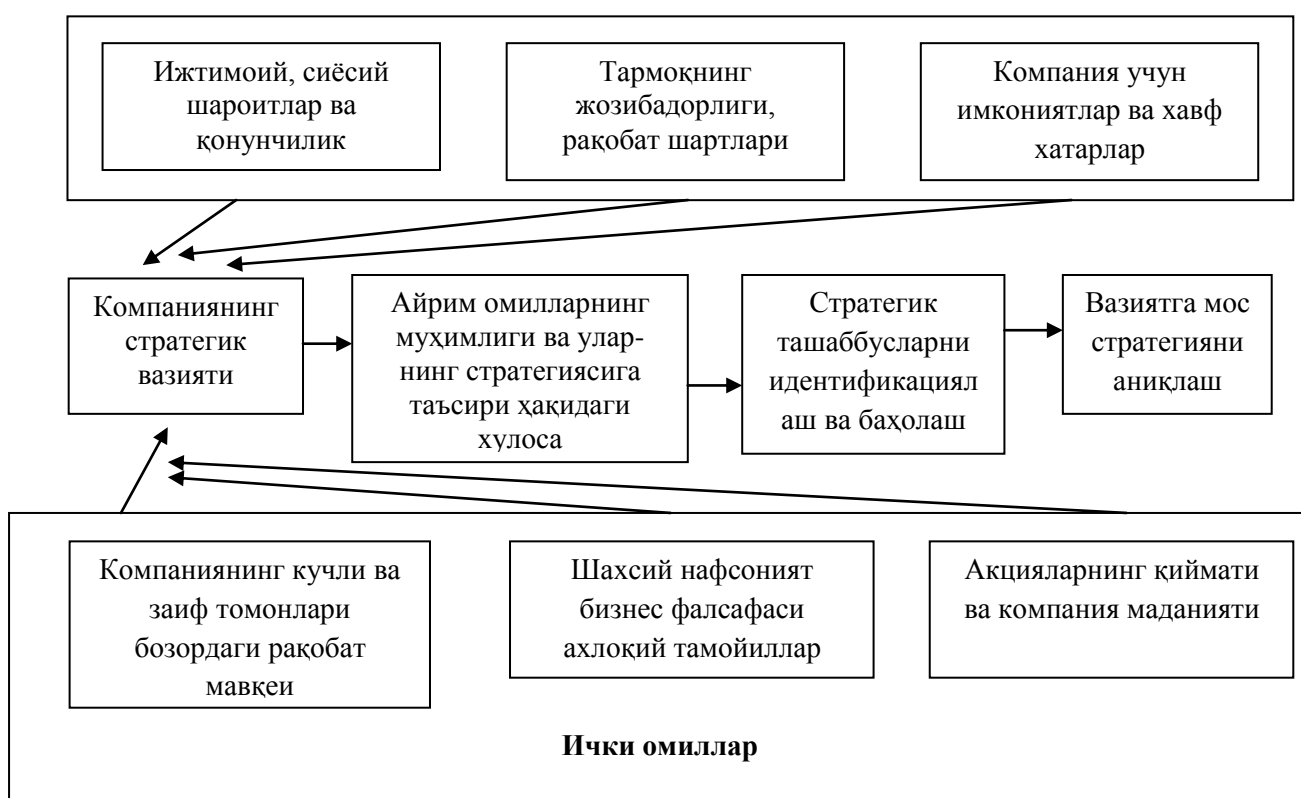 Ижтимоий, сиёсий
шароитлар ва
қонунчилик
Тармоқнинг
жозибадорлиги,
рақобат шартлари
Компания учун
имкониятлар ва хавф
хатарлар
Компаниянинг
стратегик
вазияти
Айрим омилларнинг
муҳимлиги ва улар-
нинг стратегиясига
таъсири ҳақидаги
хулоса
Стратегик
ташаббусларни
идентификациял
аш ва баҳолаш
Вазиятга мос
стратегияни
аниқлаш
Компаниянинг кучли ва
заиф томонлари
бозордаги рақобат
мавқеи
Шахсий нафсоният
бизнес фалсафаси
ахлоқий тамойиллар
Акцияларнинг қиймати
ва компания маданияти
Ички омиллар